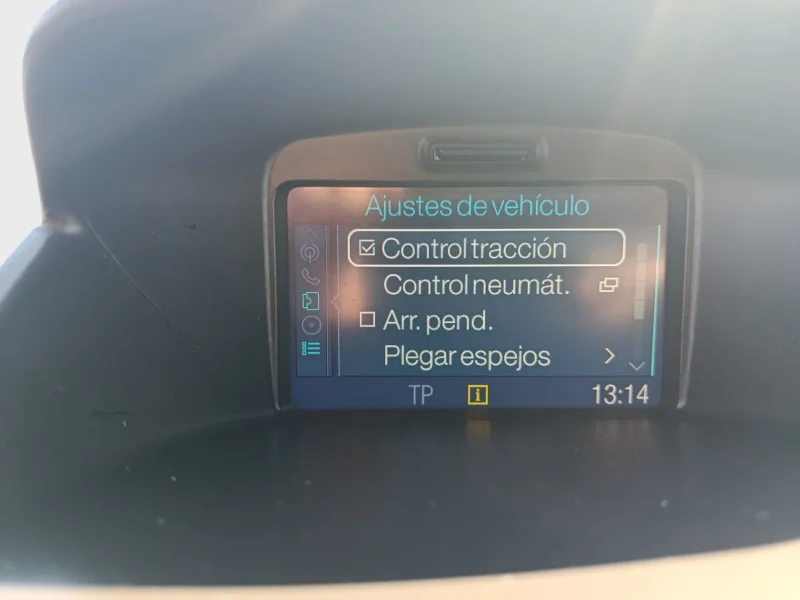 Ajustes de vehículo
Control tracción
Control neumát.
Arr. pend.
Plegar espejos
TP i 13:14